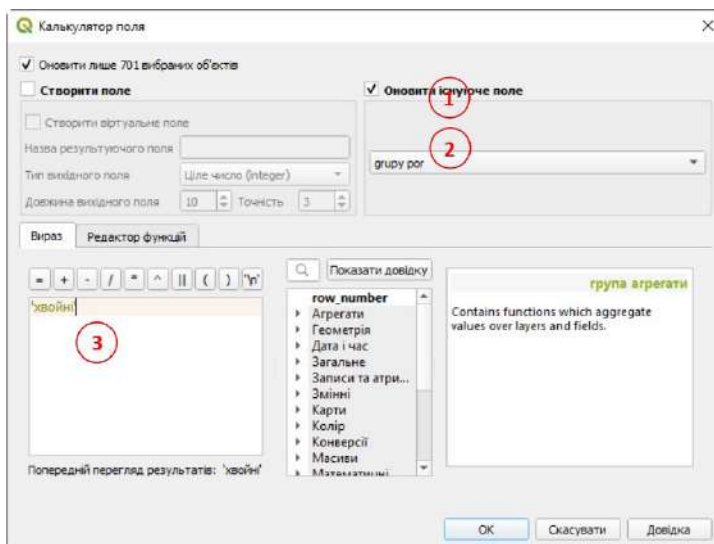 Калькулятор поля
Оновити лише 701 вибраних об'єктів
Створити поле
Оновити існуюче поле
1
Створити віртуальне поле
2
Назва результуючого поля
grupy por
Тип вихідного поля Ціле число (integer)
Довжина вихідного поля 10 Точність 3
Вираз Редактор функцій
= + - / * ^ || ( ) '\n'
Показати довідку
'хвойні'
3
row_number
Агрегати
Геометрія
Дата і час
Загальне
Записи та атри...
Змінні
Карти
Колір
Конверсії
Масиви
Математичні
група агрегати
Contains functions which aggregate
values over layers and fields.
Попередній перегляд результатів: 'хвойні'
ОК Скасувати Довідка